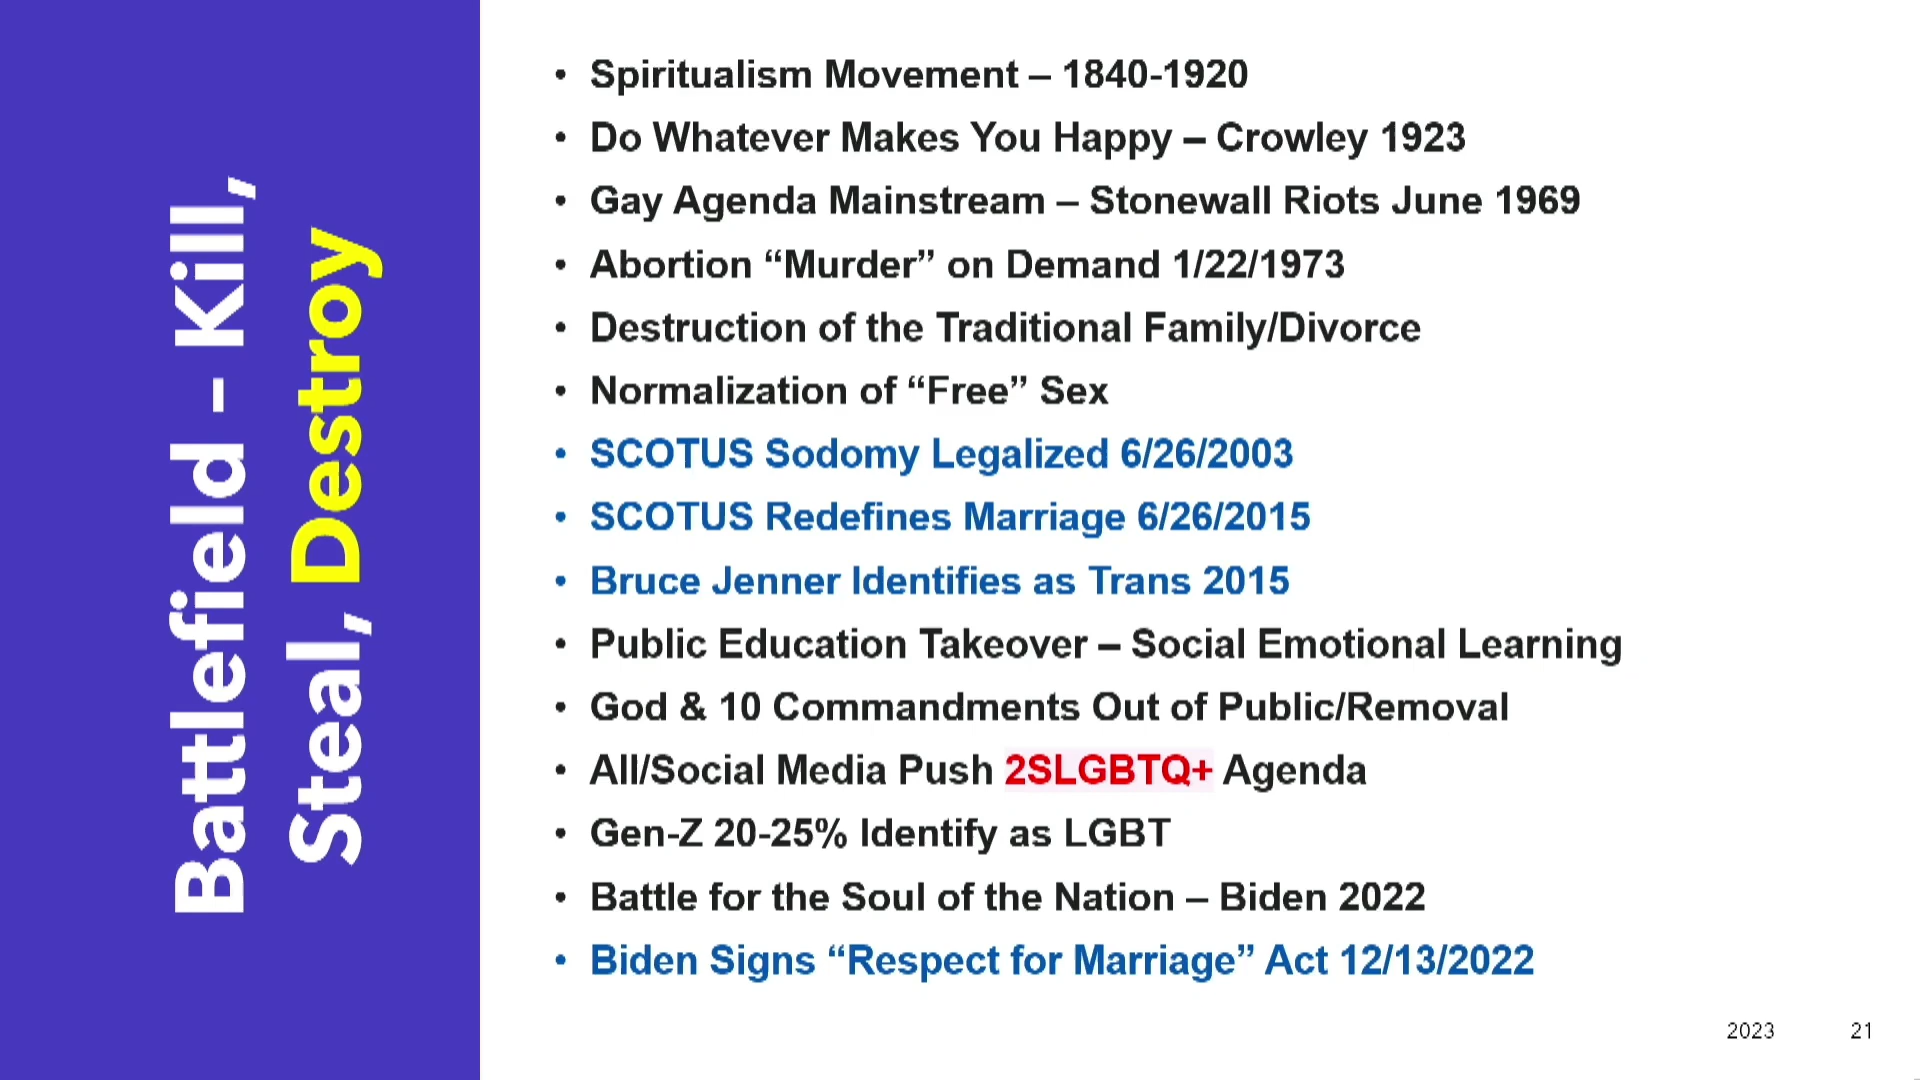 Battlefield - Kill,
Steal, Destroy
• Spiritualism Movement – 1840-1920
• Do Whatever Makes You Happy – Crowley 1923
• Gay Agenda Mainstream – Stonewall Riots June 1969
• Abortion “Murder” on Demand 1/22/1973
• Destruction of the Traditional Family/Divorce
• Normalization of “Free” Sex
• SCOTUS Sodomy Legalized 6/26/2003
• SCOTUS Redefines Marriage 6/26/2015
• Bruce Jenner Identifies as Trans 2015
• Public Education Takeover – Social Emotional Learning
• God & 10 Commandments Out of Public/Removal
• All/Social Media Push 2SLGBTQ+ Agenda
• Gen-Z 20-25% Identify as LGBT
• Battle for the Soul of the Nation – Biden 2022
• Biden Signs “Respect for Marriage” Act 12/13/2022
2023 21